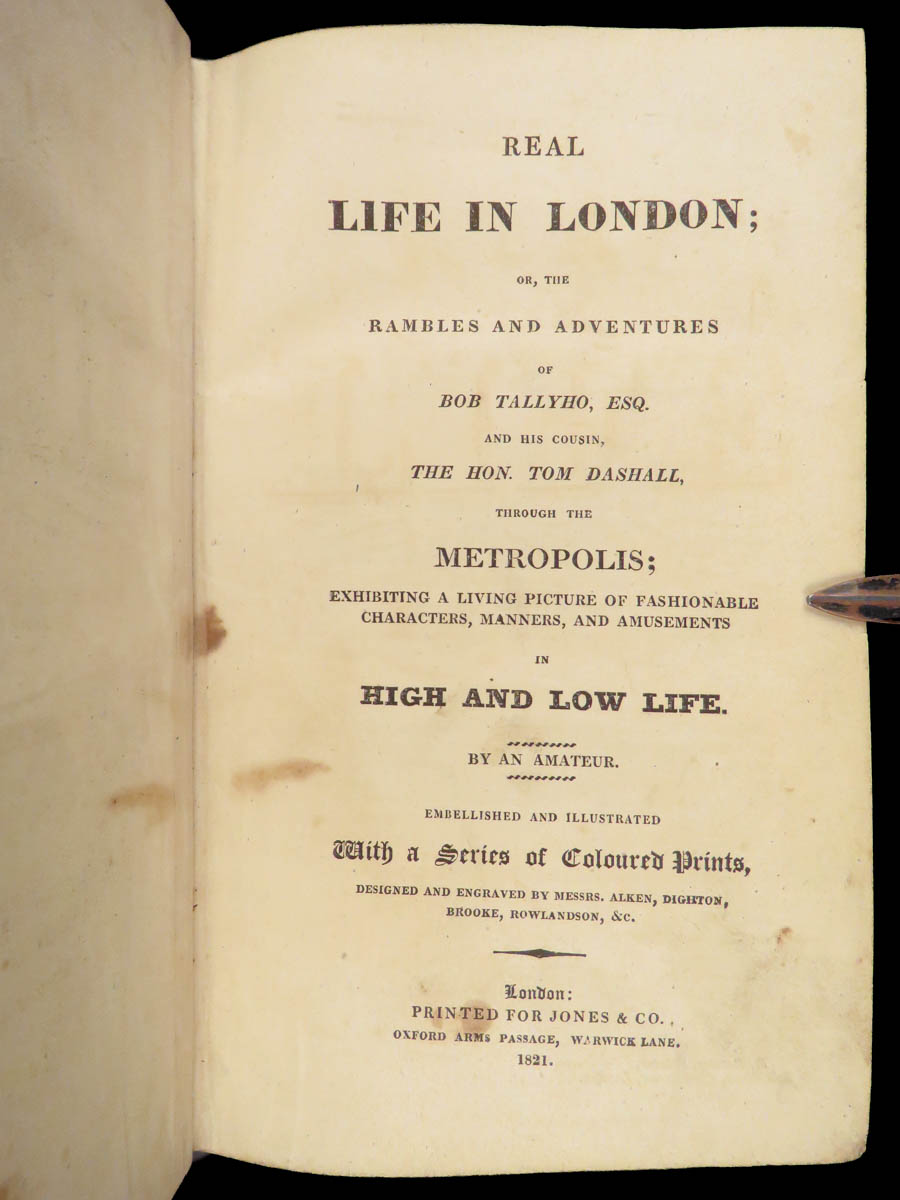 REAL
LIFE IN LONDON;
OR, THE
RAMBLES AND ADVENTURES
OF
BOB TALLYHO, ESQ.
AND HIS COUSIN,
THE HON. TOM DASHALL,
THROUGH THE
METROPOLIS;
EXHIBITING A LIVING PICTURE OF FASHIONABLE
CHARACTERS, MANNERS, AND AMUSEMENTS
IN
HIGH AND LOW LIFE.
BY AN AMATEUR.
EMBELLISHED AND ILLUSTRATED
With a Series of Coloured Prints,
DESIGNED AND ENGRAVED BY MESSRS. ALKEN, DIGHTON,
BROOKE, ROWLANDSON, &C.
London:
PRINTED FOR JONES & CO.,
OXFORD ARMS PASSAGE, WARWICK LANE.
1821.